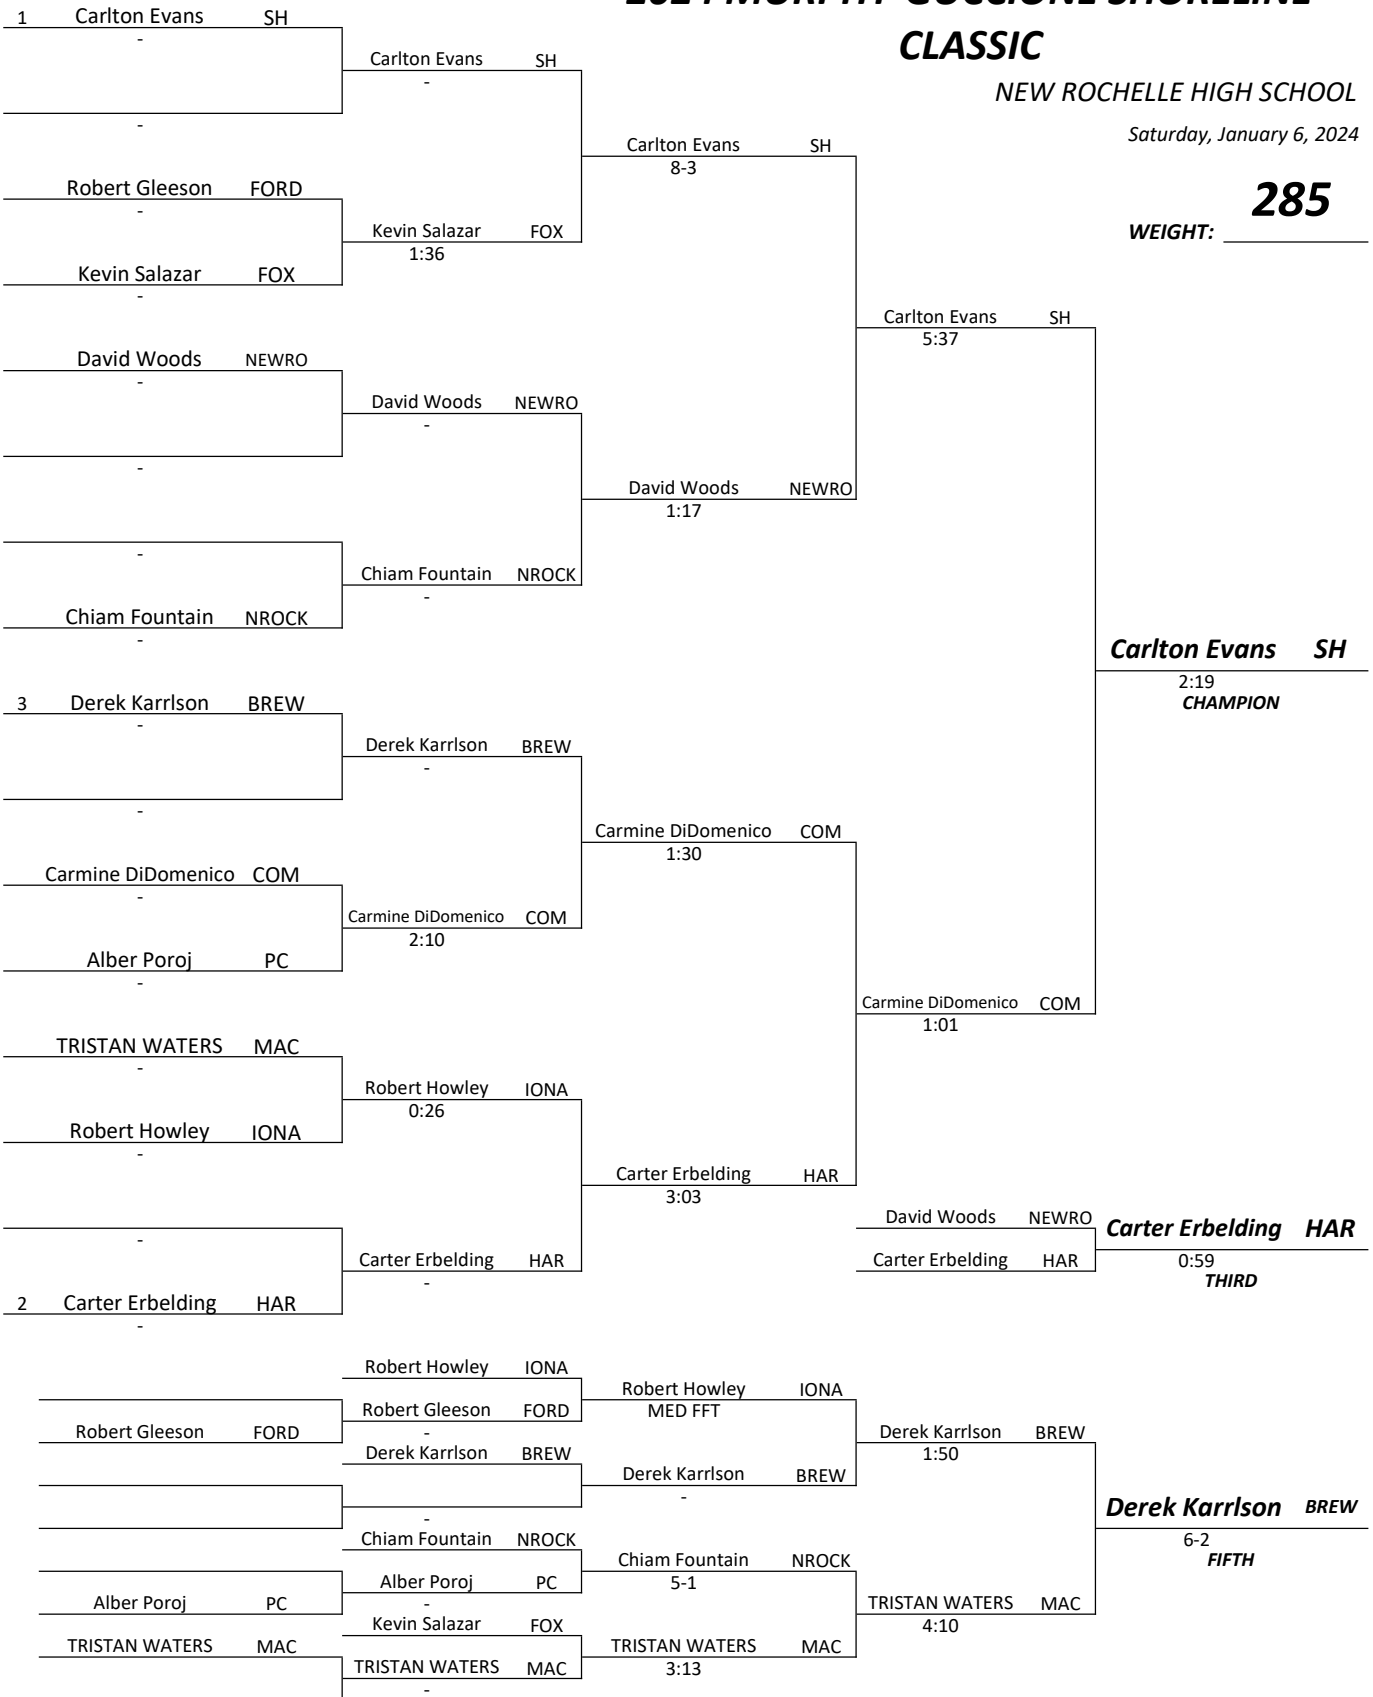 CLASSIC
NEW ROCHELLE HIGH SCHOOL
Saturday, January 6, 2024
285
WEIGHT:
1 Carlton Evans SH
-
Carlton Evans SH
-
-
Carlton Evans SH
8-3
Robert Gleeson FORD
-
Kevin Salazar FOX
1:36
Kevin Salazar FOX
-
Carlton Evans SH
5:37
David Woods NEWRO
-
David Woods NEWRO
-
-
David Woods NEWRO
1:17
-
Chiam Fountain NROCK
-
Chiam Fountain NROCK
-
Carlton Evans SH
2:19
CHAMPION
3 Derek Karrlson BREW
-
Derek Karrlson BREW
-
-
Carmine DiDomenico COM
1:30
Carmine DiDomenico COM
-
Carmine DiDomenico COM
2:10
Alber Poroj PC
-
Carmine DiDomenico COM
1:01
TRISTAN WATERS MAC
-
Robert Howley IONA
0:26
Robert Howley IONA
-
Carter Erbelding HAR
3:03
-
Carter Erbelding HAR
-
2 Carter Erbelding HAR
-
David Woods NEWRO
Carter Erbelding HAR
Carter Erbelding HAR
0:59
THIRD
Robert Howley IONA
Robert Howley IONA
MED FFT
Robert Gleeson FORD
-
Robert Gleeson FORD
Derek Karrlson BREW
1:50
Derek Karrlson BREW
Derek Karrlson BREW
-
-
Derek Karrlson BREW
6-2
FIFTH
Chiam Fountain NROCK
Chiam Fountain NROCK
5-1
Alber Poroj PC
-
Alber Poroj PC
TRISTAN WATERS MAC
4:10
Kevin Salazar FOX
TRISTAN WATERS MAC
TRISTAN WATERS MAC
3:13
TRISTAN WATERS MAC
-